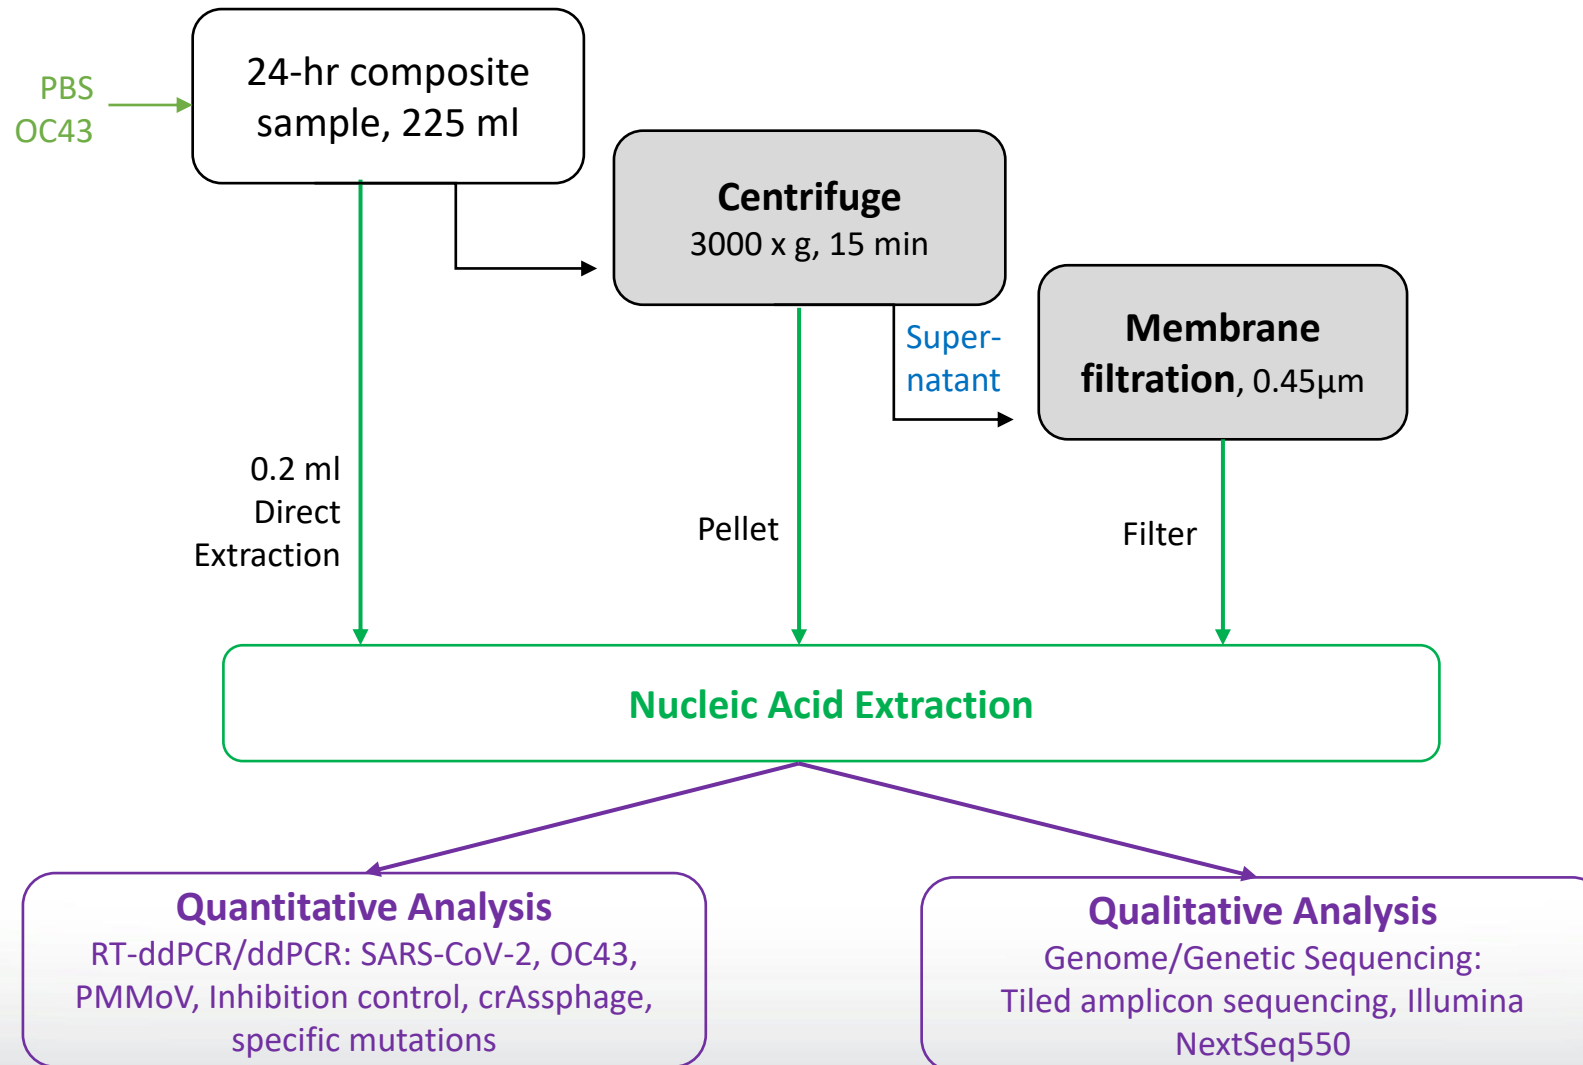 PBS
OC43
24-hr composite
sample, 225 ml
Centrifuge
3000 x g, 15 min
Super-
natant
Membrane
filtration, 0.45µm
0.2 ml
Direct
Extraction
Pellet
Filter
Nucleic Acid Extraction
Quantitative Analysis
RT-ddPCR/ddPCR: SARS-CoV-2, OC43,
PMMoV, Inhibition control, crAssphage,
specific mutations
Qualitative Analysis
Genome/Genetic Sequencing:
Tiled amplicon sequencing, Illumina
NextSeq550